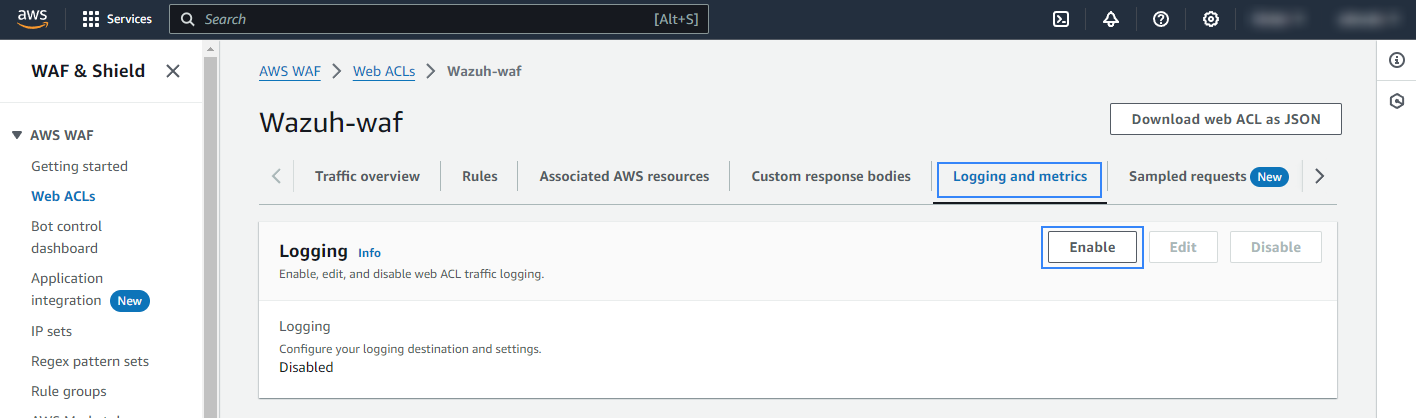 aws Services Search [Alt+S]
WAF & Shield
AWS WAF
Getting started
Web ACLs
Bot control
dashboard
Application
integration New
IP sets
Regex pattern sets
Rule groups
AWS WAF > Web ACLs > Wazuh-waf
Wazuh-waf
Download web ACL as JSON
Traffic overview Rules Associated AWS resources Custom response bodies Logging and metrics Sampled requests New
Logging Info
Enable Edit Disable
Enable, edit, and disable web ACL traffic logging.
Logging
Configure your logging destination and settings.
Disabled